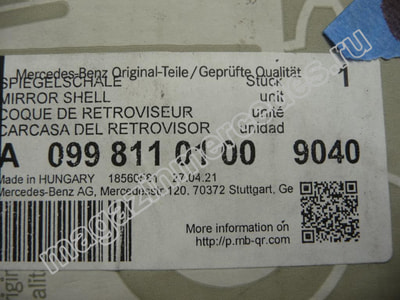 Mercedes-Benz Original-Teile/Geprüfte Qualität
SPIEGELSCHALE Stück 1
MIRROR SHELL unit
COQUE DE RETROVISEUR unité
CARCASA DEL RETROVISOR unidad
A 099 811 01 00 9040
Made in HUNGARY 27.04.21
Mercedes-Benz AG, Mercedesstr 120, 70372 Stuttgart, Ge
More information on
http://p.mb-qr.com
magazinmercedes.ru